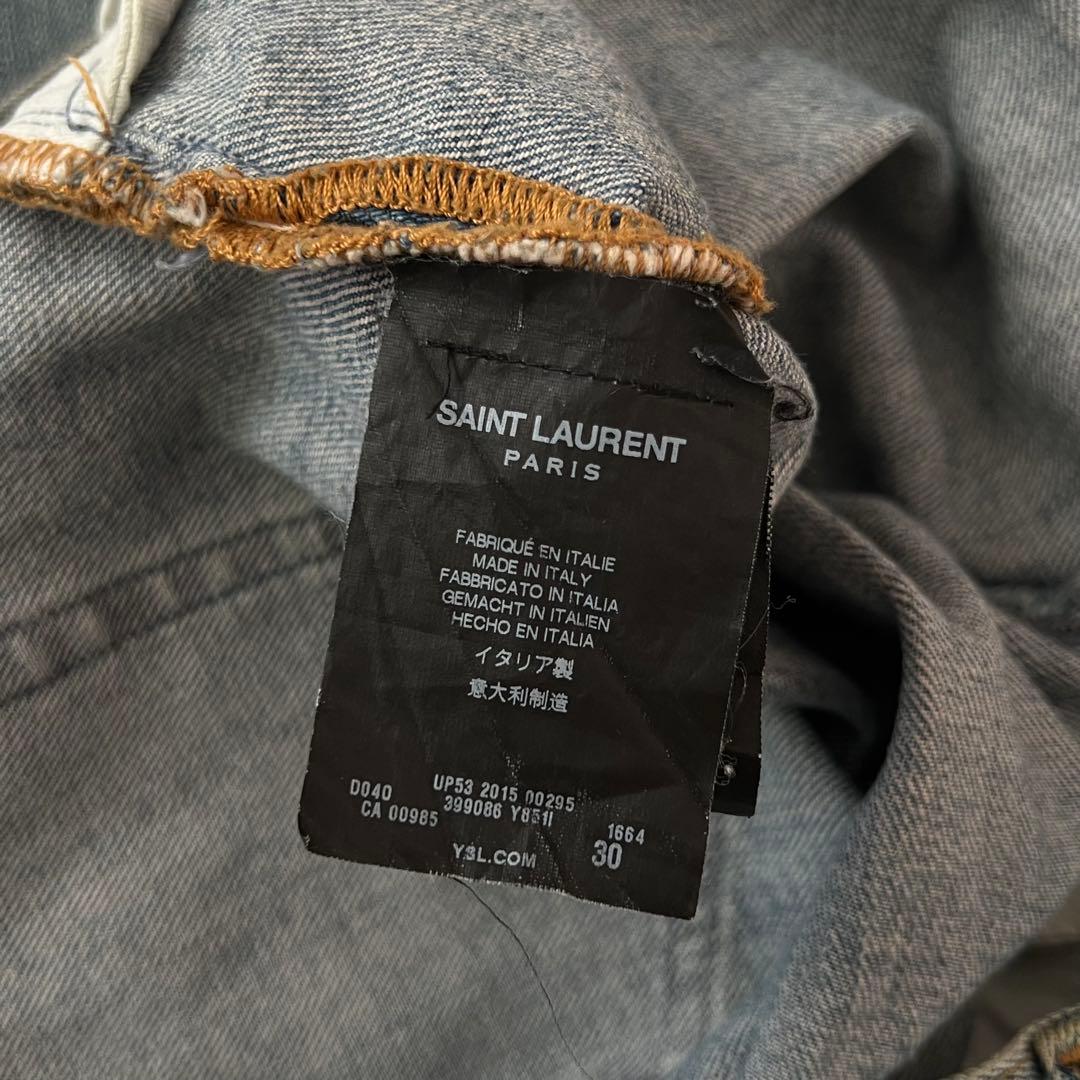 SAINT LAURENT
PARIS
FABRIQUÉ EN ITALIE
MADE IN ITALY
FABBRICATO IN ITALIA
GEMACHT IN ITALIEN
HECHO EN ITALIA
イタリア製
意大利制造
D040 UP53 2015 00295
CA 00985 399086 Y851I 1664
YSL.COM 30